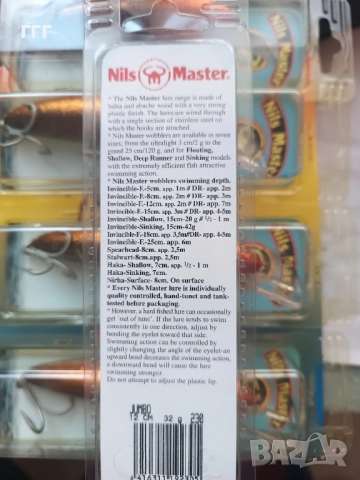 fff
Nils Master®
* The Nils Master lure range is made of
balsa and abache wood with a very strong
plastic finish. The lures are wired through
with a single section of stainless steel on
which the hooks are attached.
* Nils Master wobblers are available in seven
sizes; from the ultralight 3 cm/2 g to the
grand 25 cm/120 g, and for Floating,
Shallow, Deep Runner and Sinking models
with the extremely efficient fish attractive
swimming action.
* Nils Master wobblers swimming depth.
Invincible-F.-5cm. app. 1m # DR- app. 2m
Invincible-F.-8cm. app. 2m # DR- app. 3m
Invincible-F.-12cm. app. 2m # DR- app. 7m
Invincible-F.-15cm. app. 3m # DR- app. 4-5m
Invincible-Shallow, 15cm-20 g # 1/2 - 1 m
Invincible-Sinking, 15cm-42g
Invincible-F.-18cm. app. 3,5m#DR- app. 4-5m
Invincible-F.-25cm. app. 6m
Spearhead-8cm. app. 2,5m
Stalwart-8cm. app. 2,5m
Haka- Shallow, 7cm. app. 1/2 - 1 m
Haka-Sinking, 7cm.
Nirha-Surface- 8cm. On surface
* Every Nils Master lure is individually
quality controlled, hand-tunet and tank-
tested before packaging.
* However, a hard fished lure can occasionally
get "out of tune". If the lure tends to swim
consistently in one direction, adjust by
bending the eyelet toward that side.
Swimming action can be controlled by
slightly changing the angle of the eyelet-an
upward bend decreases the swimming action,
a downward bend will cause the lure
swimming stronger.
Do not attempt to adjust the plastic lip.
JUMBO
12 CM 32 g 230
BAZAR
bg